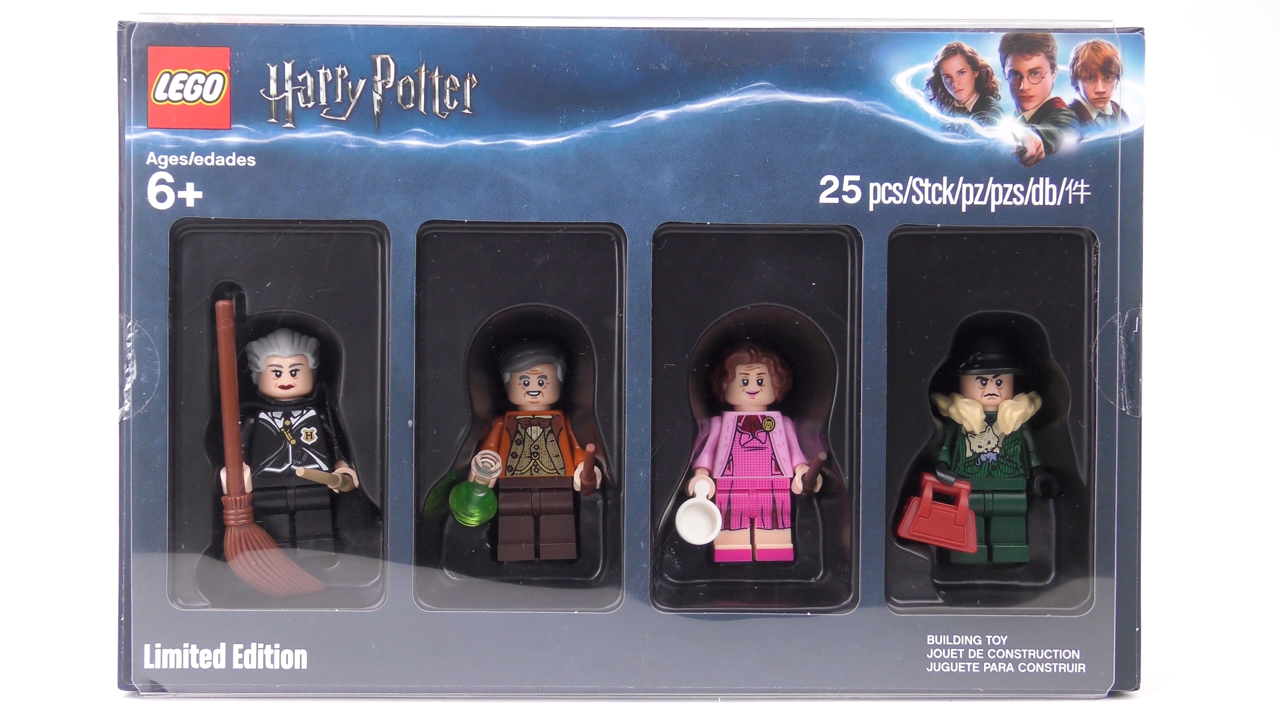 LEGO
Harry Potter
Ages/edades
6+
25 pcs/Stck/pz/pzs/db/件
Limited Edition
BUILDING TOY
JOUET DE CONSTRUCTION
JUGUETE PARA CONSTRUIR